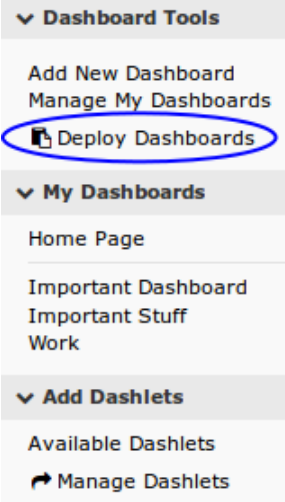 Dashboard Tools
Add New Dashboard
Manage My Dashboards
Deploy Dashboards
My Dashboards
Home Page
Important Dashboard
Important Stuff
Work
Add Dashlets
Available Dashlets
Manage Dashlets